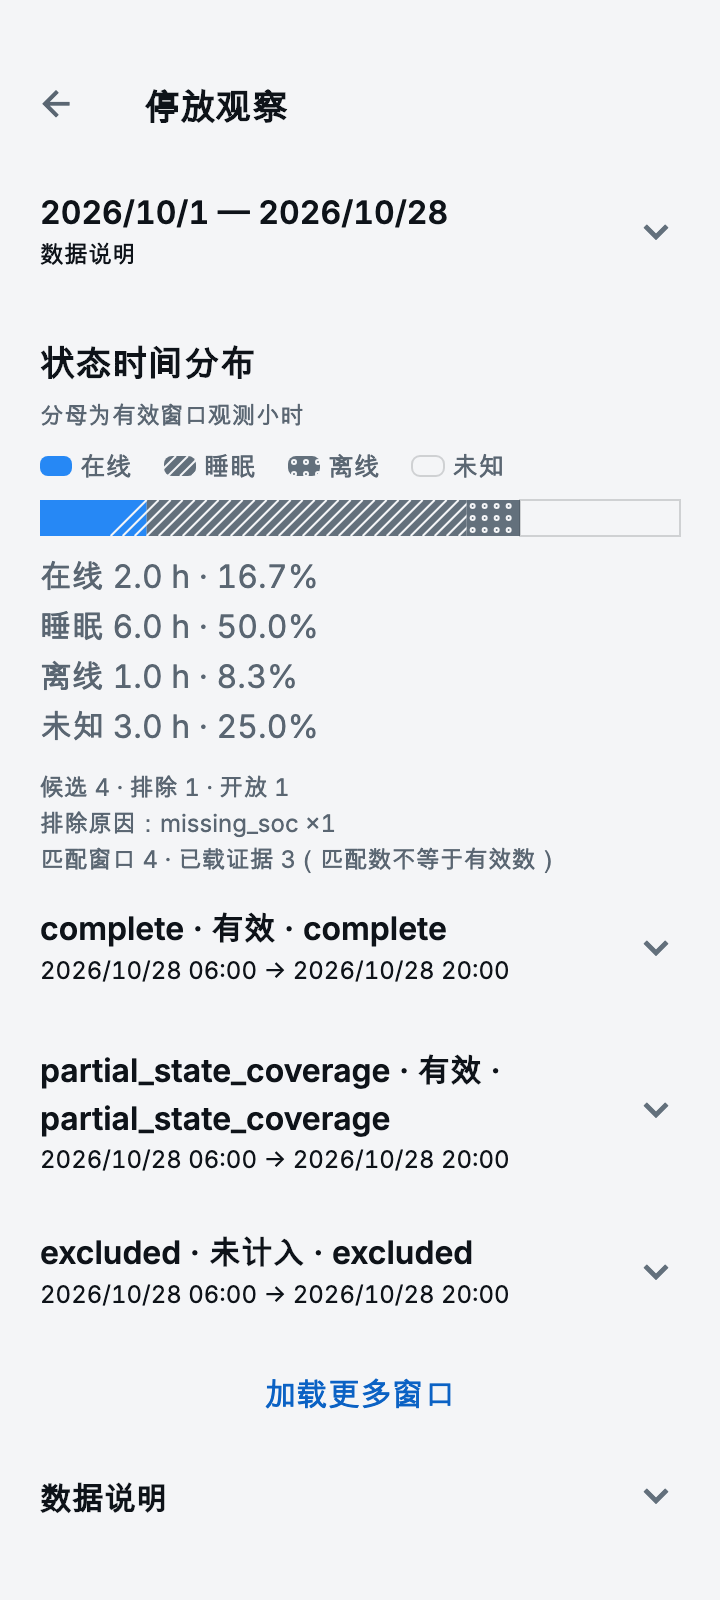 停放观察
2026/10/1 — 2026/10/28
数据说明
状态时间分布
分母为有效窗口观测小时
在线 睡眠 离线 未知
在线 2.0 h · 16.7%
睡眠 6.0 h · 50.0%
离线 1.0 h · 8.3%
未知 3.0 h · 25.0%
候选 4 · 排除 1 · 开放 1
排除原因：missing_soc ×1
匹配窗口 4 · 已载证据 3（匹配数不等于有效数）
complete · 有效 · complete
2026/10/28 06:00 → 2026/10/28 20:00
partial_state_coverage · 有效 ·
partial_state_coverage
2026/10/28 06:00 → 2026/10/28 20:00
excluded · 未计入 · excluded
2026/10/28 06:00 → 2026/10/28 20:00
加载更多窗口
数据说明